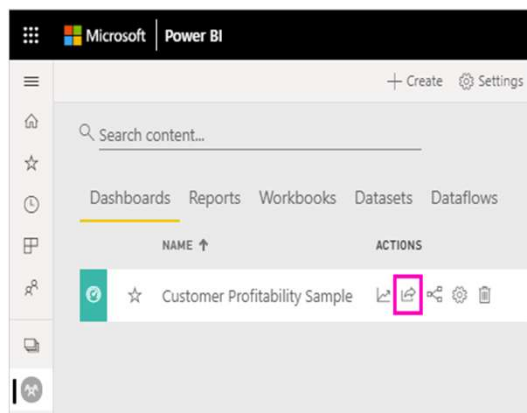 Microsoft Power BI
Create Settings
Search content...
Dashboards Reports Workbooks Datasets Dataflows
NAME ↑ ACTIONS
Customer Profitability Sample